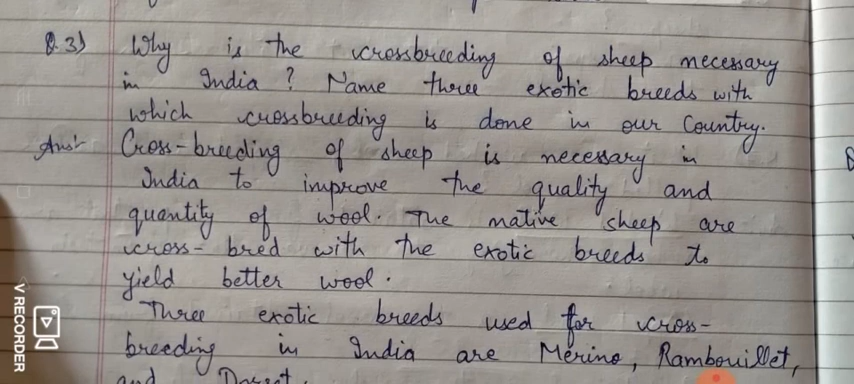 Q.3) Why is the crossbreeding of sheep necessary
in India ? Name three exotic breeds with
which crossbreeding is done in our Country.
Ans:- Cross-breeding of sheep is necessary in
India to improve the quality and
quantity of wool. The native sheep are
cross-bred with the exotic breeds to
yield better wool.
Three exotic breeds used for cross-
breeding in India are Merino, Rambouillet,
and Dorset.
V RECORDER